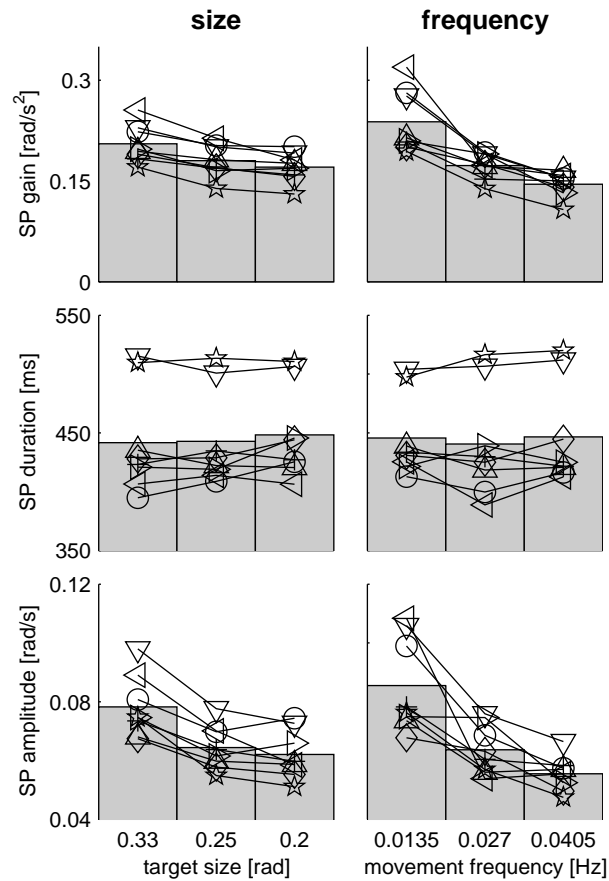 size frequency
SP gain [rad/s²]
0.3
0.15
0
SP duration [ms]
550
450
350
SP amplitude [rad/s]
0.12
0.08
0.04
0.33 0.25 0.2 0.0135 0.027 0.0405
target size [rad] movement frequency [Hz]